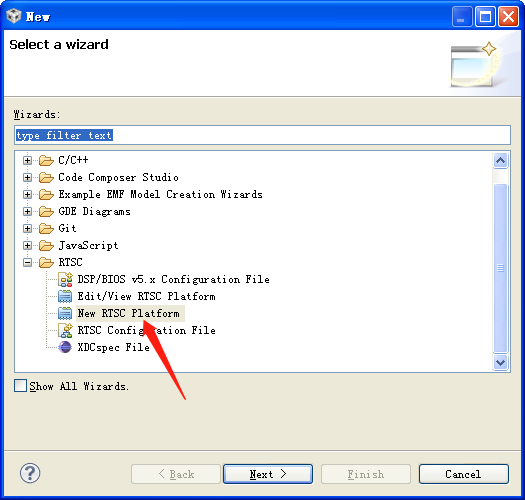 New
Select a wizard
Wizards:
type filter text
C/C++
Code Composer Studio
Example EMF Model Creation Wizards
GDE Diagrams
Git
JavaScript
RTSC
DSP/BIOS v5.x Configuration File
Edit/View RTSC Platform
New RTSC Platform
RTSC Configuration File
XDCspec File
Show All Wizards.
? < Back Next > Finish Cancel